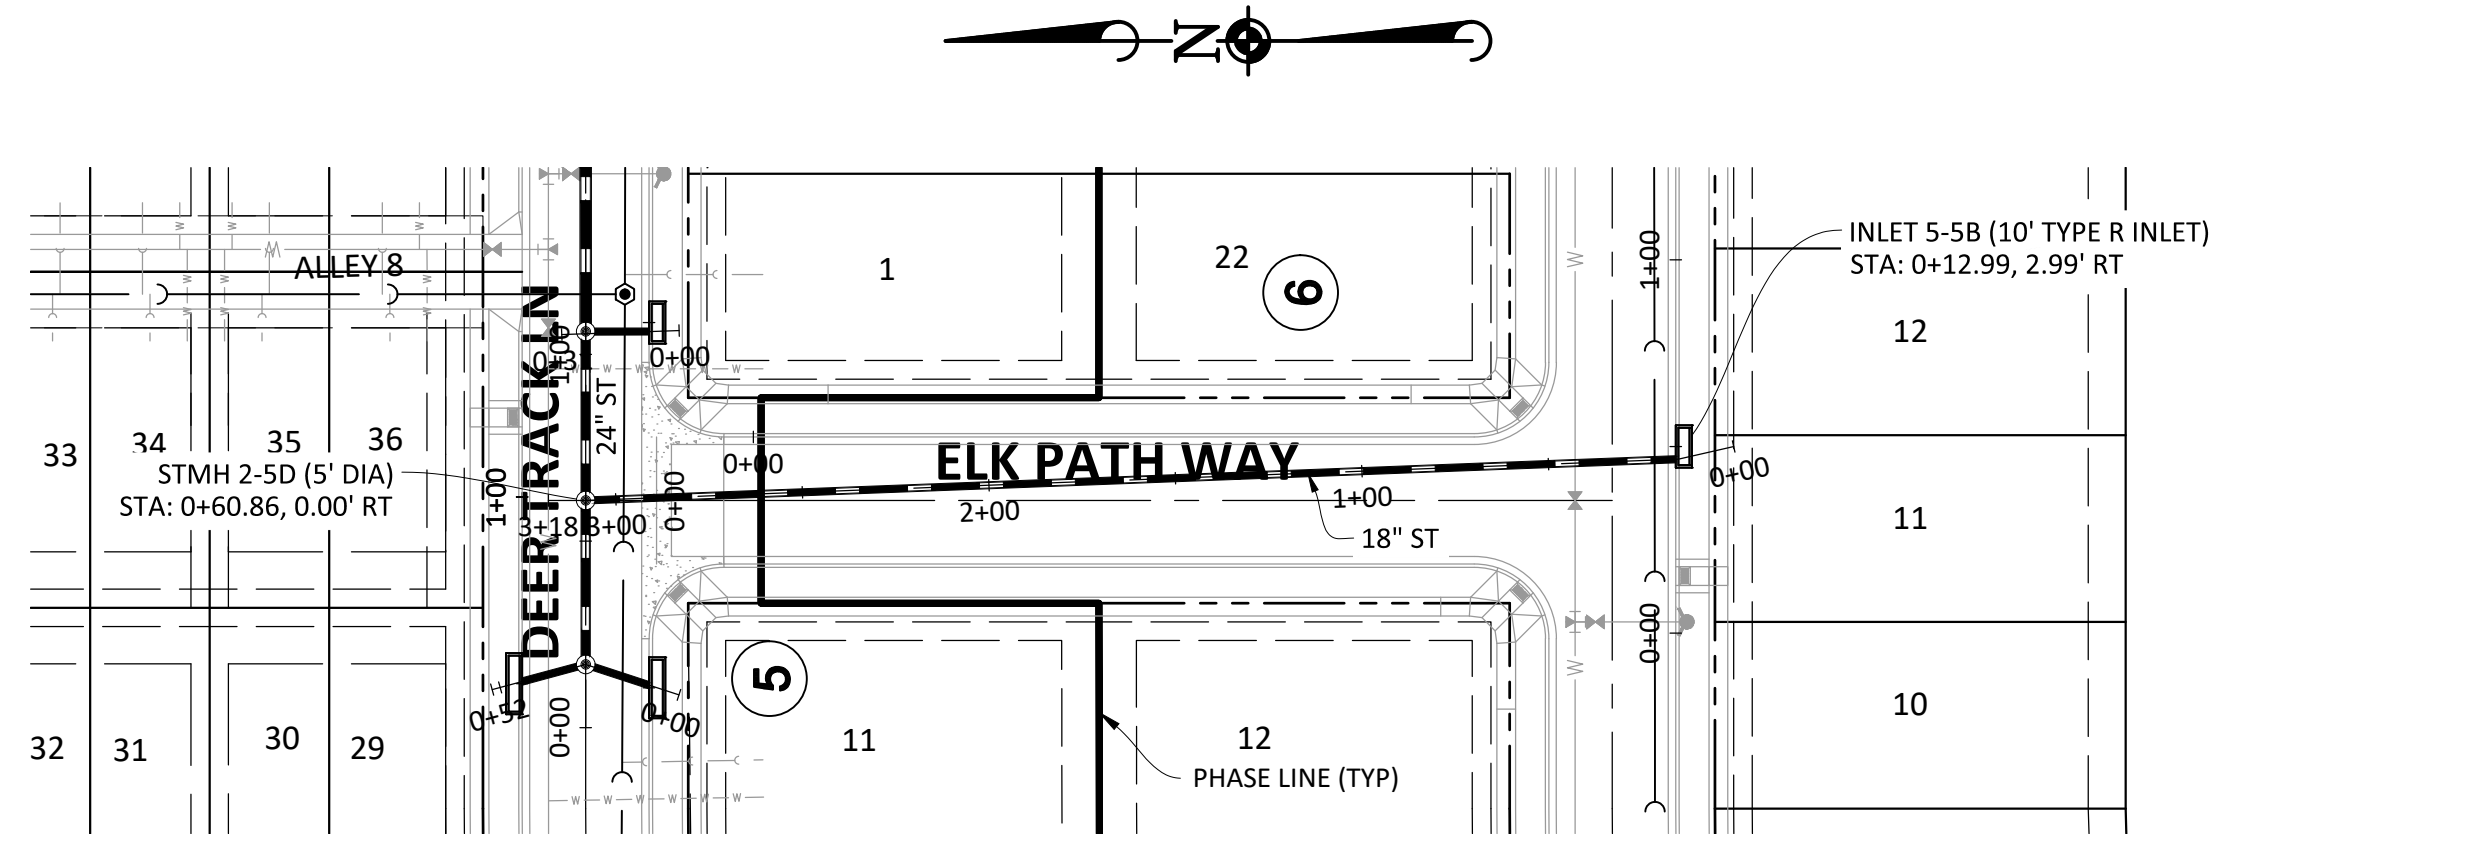 N
INLET 5-5B (10' TYPE R INLET)
STA: 0+12.99, 2.99' RT
1
22
6
1+00
12
ALLEY 8
DEER TRACK LN
1+00
0+3
0+00
24" ST
33
34
35
36
STMH 2-5D (5' DIA)
STA: 0+60.86, 0.00' RT
1+00
3+18
3+00
0+00
0+00
ELK PATH WAY
2+00
1+00
18" ST
0+00
11
0+00
5
0+52
0+00
0+00
32
31
30
29
11
12
10
PHASE LINE (TYP)
W W W W W
W W W W W